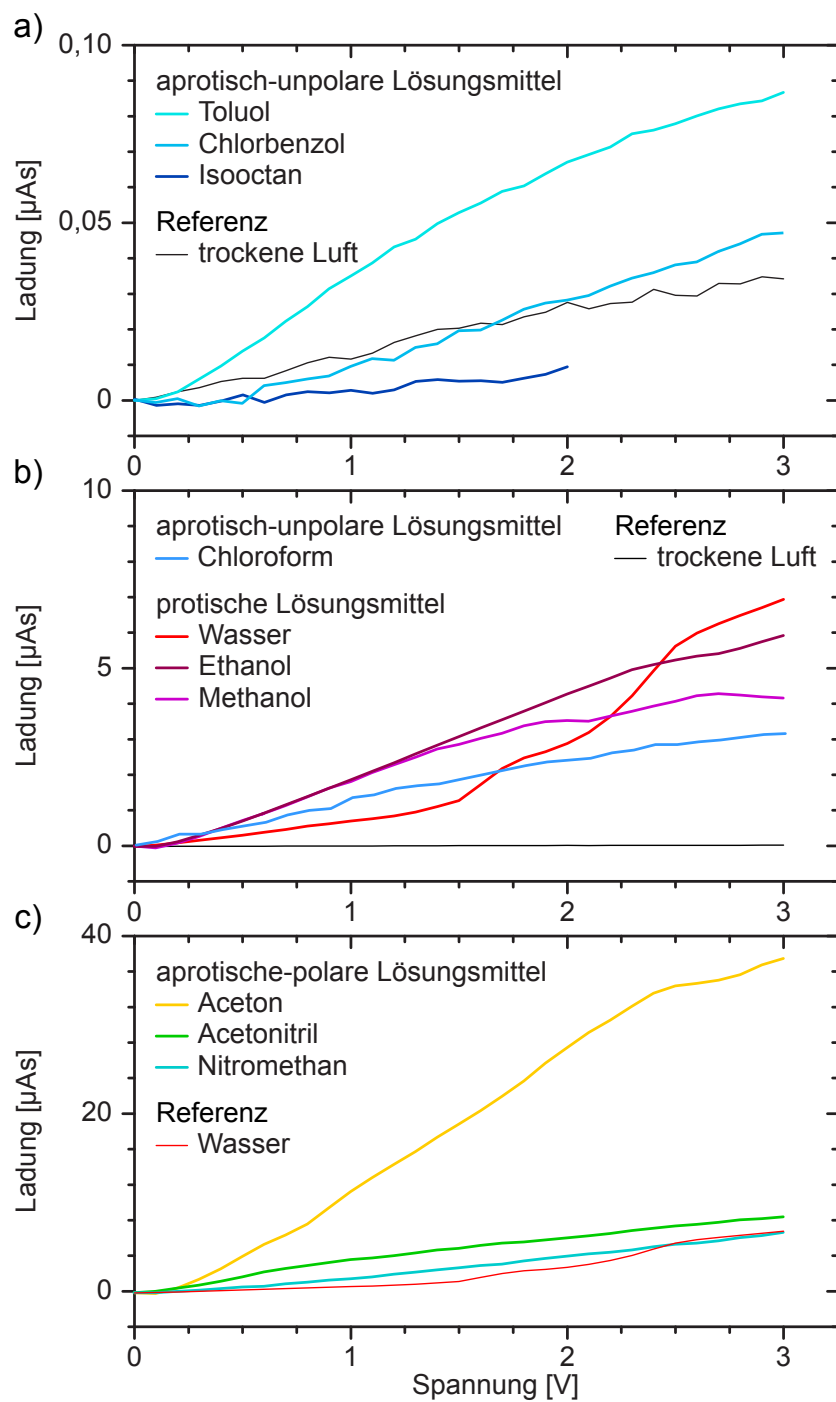 a)
0,10
aprotisch-unpolare Lösungsmittel
Toluol
Chlorbenzol
Isooctan
Referenz
trockene Luft
0,05
0
Ladung [µAs]
0 1 2 3
b)
10
aprotisch-unpolare Lösungsmittel
Chloroform
Referenz
trockene Luft
protische Lösungsmittel
Wasser
Ethanol
Methanol
5
0
Ladung [µAs]
0 1 2 3
c)
40
aprotische-polare Lösungsmittel
Aceton
Acetonitril
Nitromethan
Referenz
Wasser
20
0
Ladung [µAs]
0 1 2 3
Spannung [V]